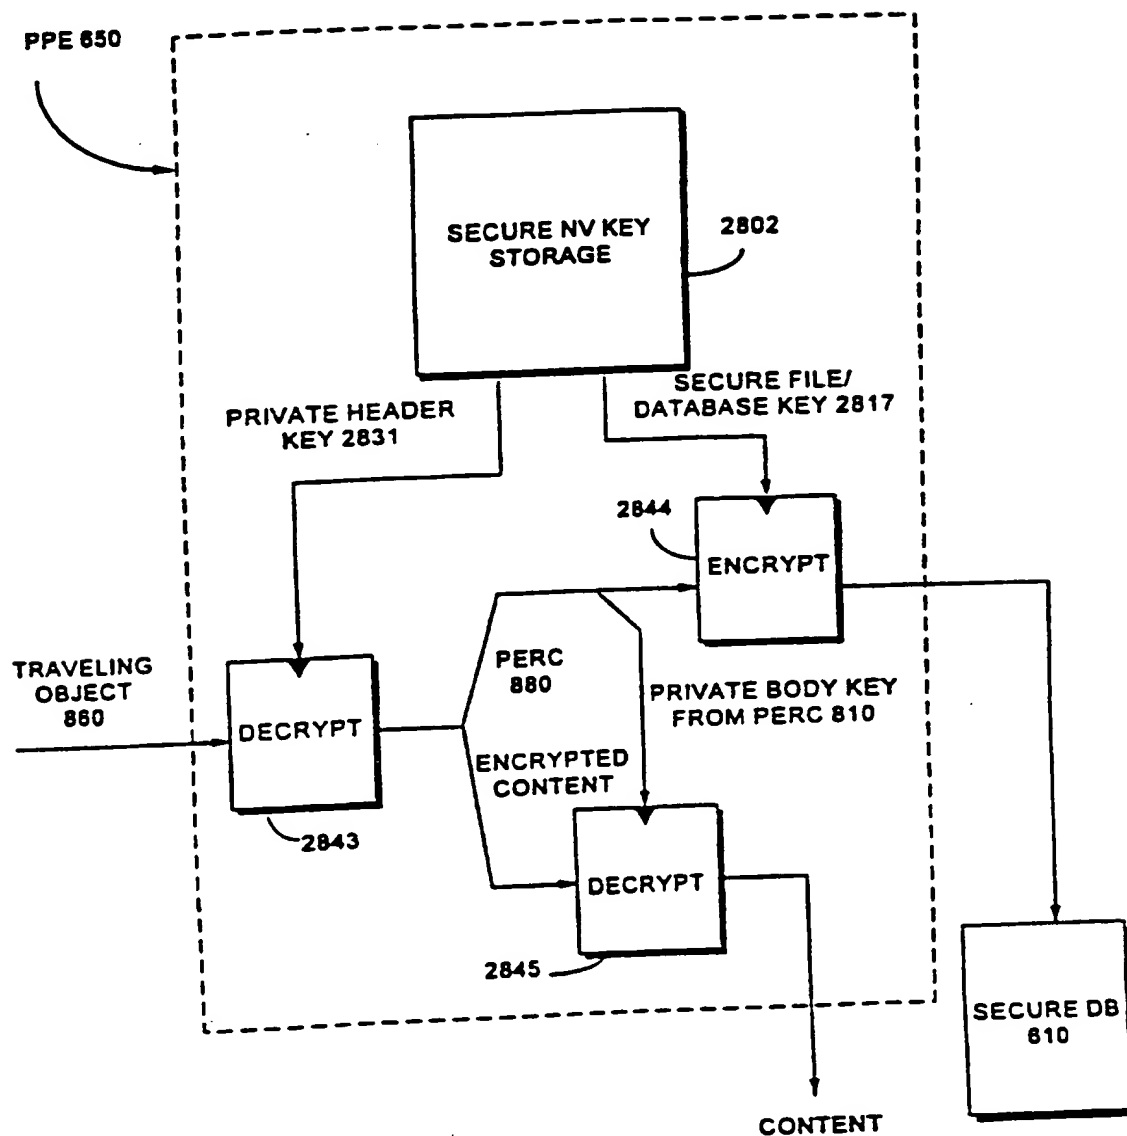 PPE 650
SECURE NV KEY
STORAGE
2802
PRIVATE HEADER
KEY 2831
SECURE FILE/
DATABASE KEY 2817
2844
ENCRYPT
TRAVELING
OBJECT
860
DECRYPT
2843
PERC
880
PRIVATE BODY KEY
FROM PERC 810
ENCRYPTED
CONTENT
DECRYPT
2845
SECURE DB
610
CONTENT